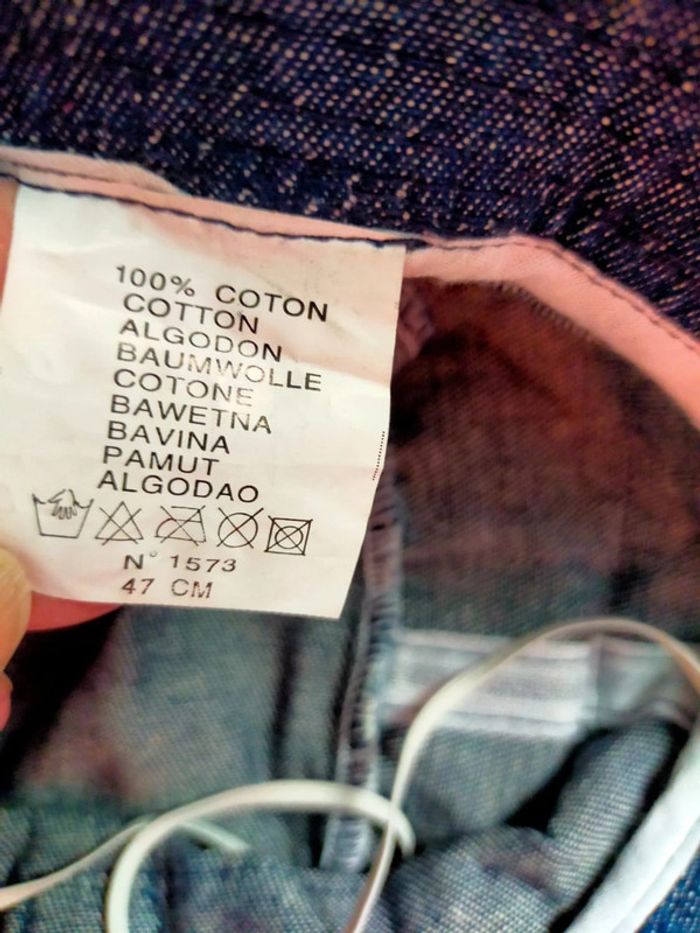 100% COTON
COTTON
ALGODON
BAUMWOLLE
COTONE
BAWETNA
BAVINA
PAMUT
ALGODAO
N° 1573
47 CM